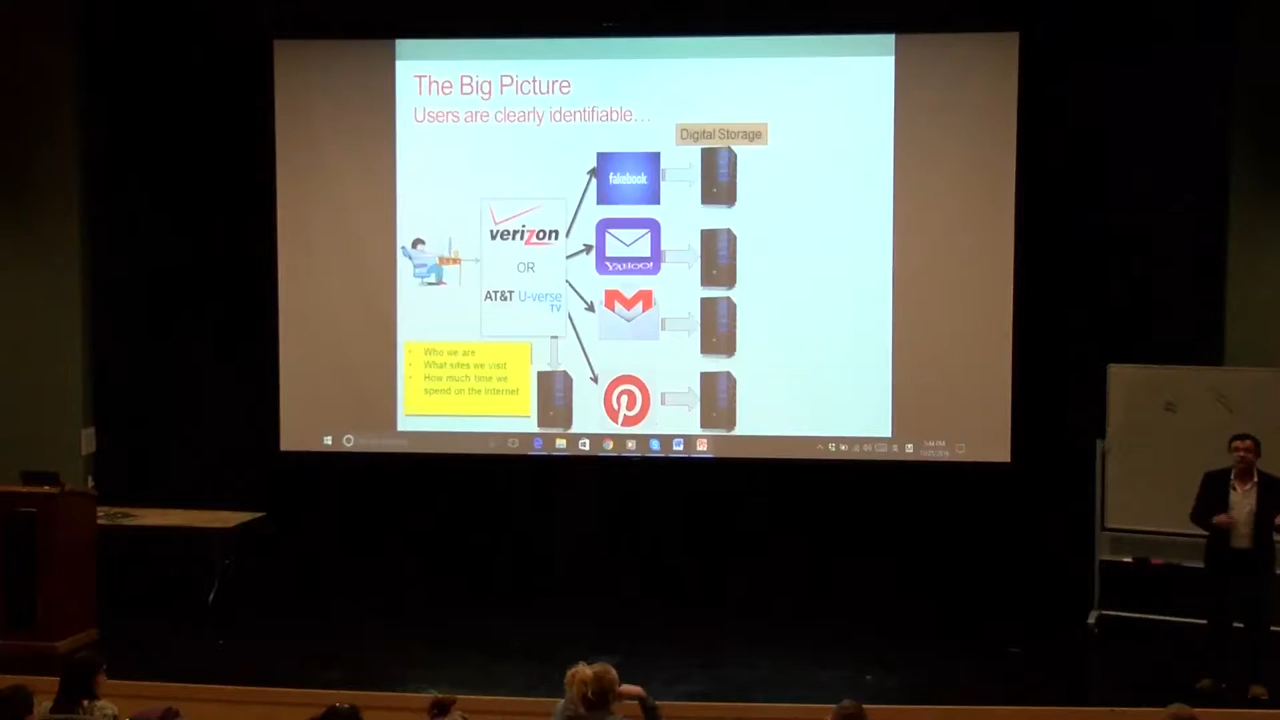 The Big Picture
Users are clearly identifiable…
Digital Storage
fakebook
verizon
YAHOO!
OR
AT&T U-verse
TV
M
• Who we are
• What sites we visit
• How much time we
spend on the Internet